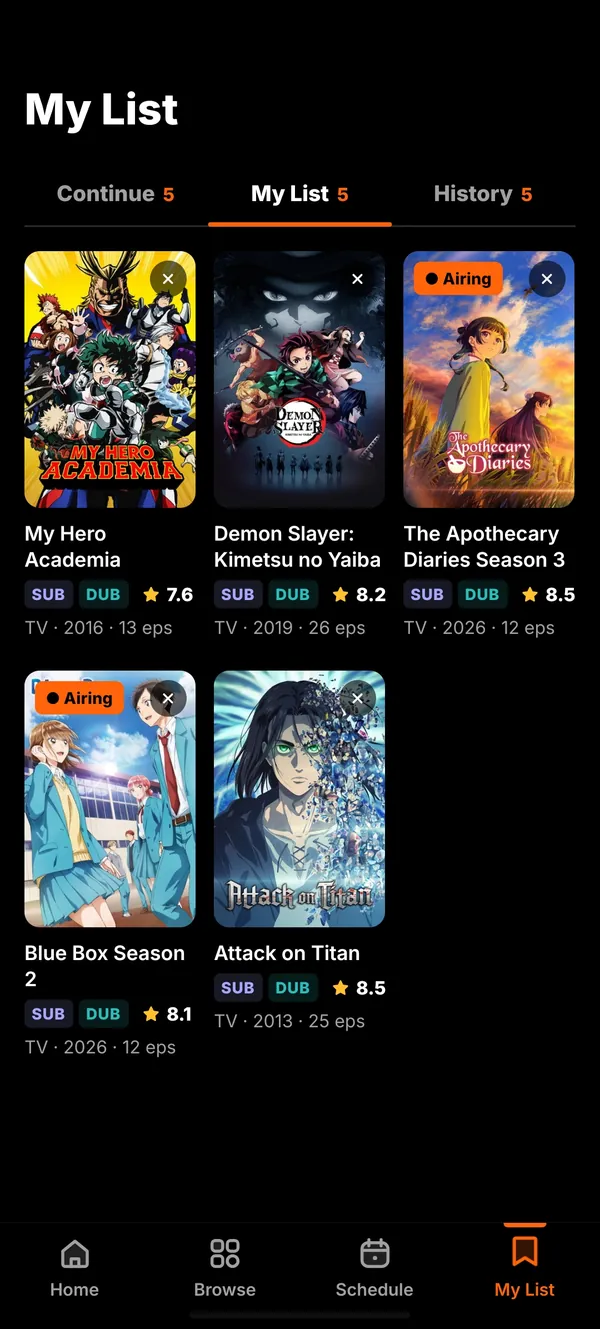 My List
Continue 5
My List 5
History 5
Airing
MY HERO
ACADEMIA
DEMON
SLAYER
KIMETSU NO YAIBA
The
Apothecary
Diaries
My Hero
Academia
Demon Slayer:
Kimetsu no Yaiba
The Apothecary
Diaries Season 3
SUB DUB 7.6
SUB DUB 8.2
SUB DUB 8.5
TV · 2016 · 13 eps
TV · 2019 · 26 eps
TV · 2026 · 12 eps
Airing
Attack on Titan
Blue Box Season
2
Attack on Titan
SUB DUB 8.1
SUB DUB 8.5
TV · 2026 · 12 eps
TV · 2013 · 25 eps
Home
Browse
Schedule
My List